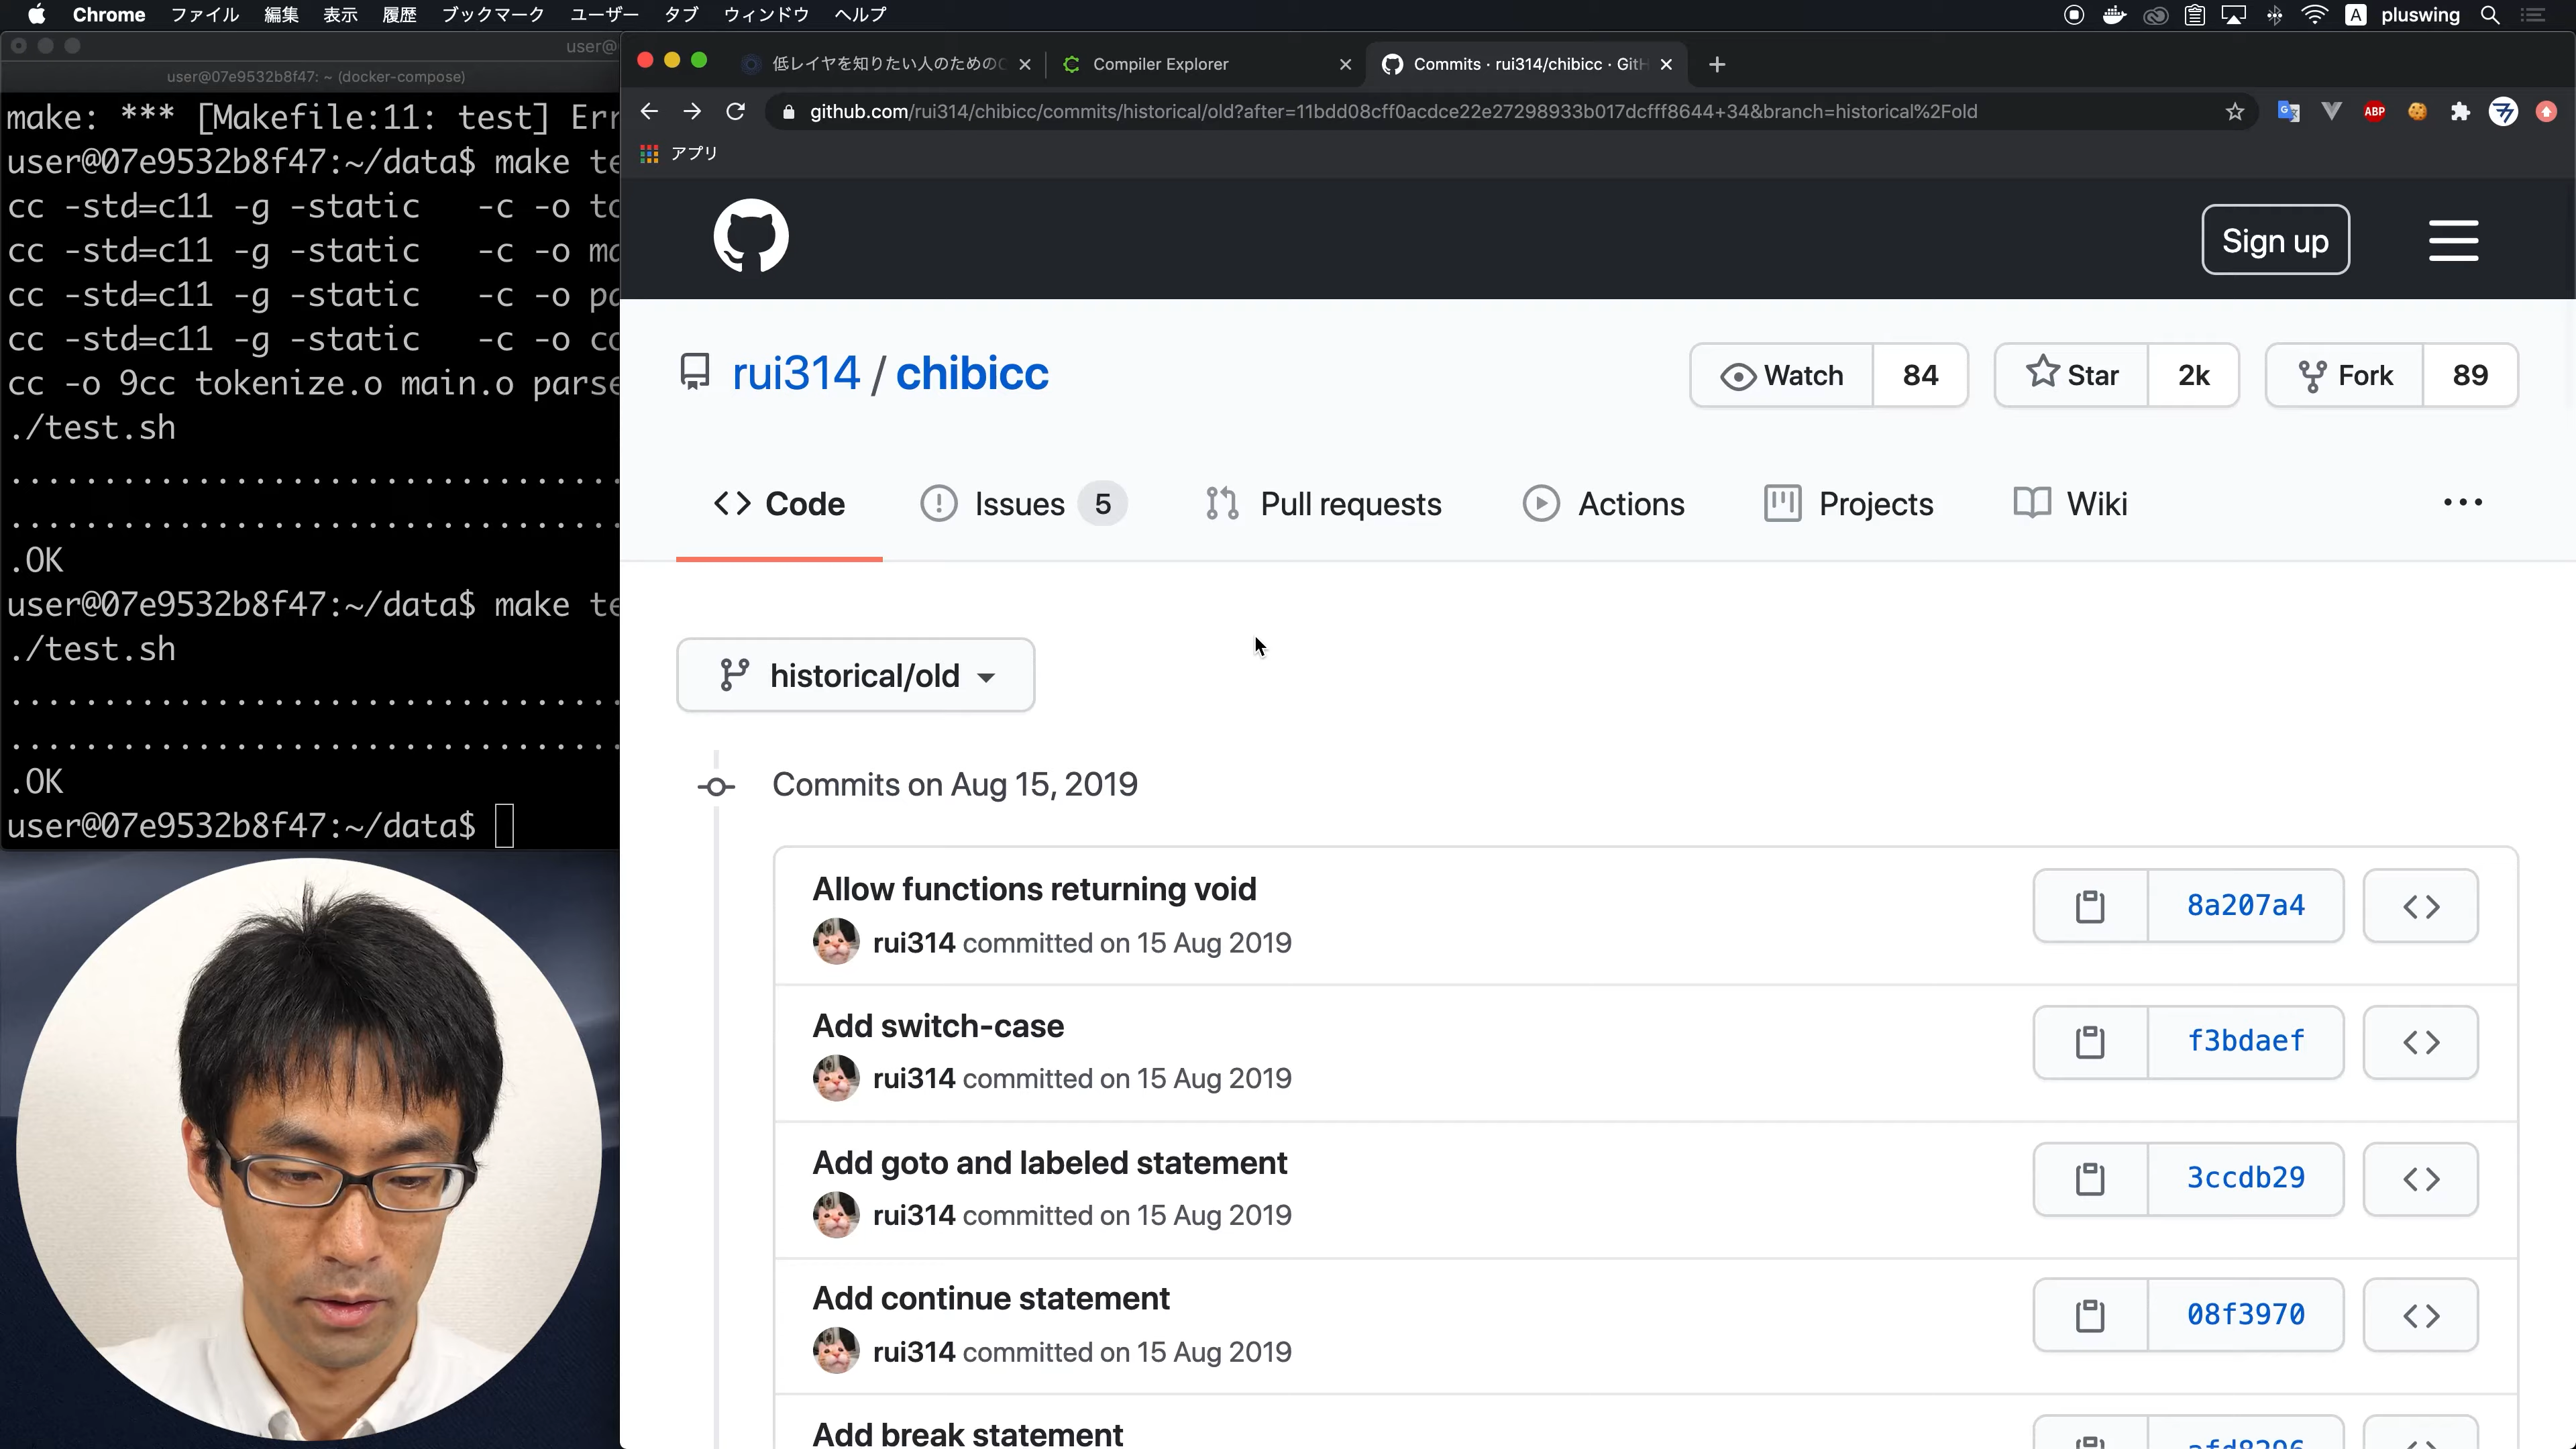 Chrome ファイル 編集 表示 履歴 ブックマーク ユーザー タブ ウィンドウ ヘルプ A pluswing
user@
user@07e9532b8f47: ~ (docker-compose)
make: *** [Makefile:11: test] Err
user@07e9532b8f47:~/data$ make te
cc -std=c11 -g -static -c -o to
cc -std=c11 -g -static -c -o ma
cc -std=c11 -g -static -c -o pa
cc -std=c11 -g -static -c -o co
cc -o 9cc tokenize.o main.o parse
./test.sh
.................................
.................................
.OK
user@07e9532b8f47:~/data$ make te
./test.sh
.................................
.................................
.OK
user@07e9532b8f47:~/data$
低レイヤを知りたい人のためのC
Compiler Explorer
Commits · rui314/chibicc · GitH
github.com/rui314/chibicc/commits/historical/old?after=11bdd08cff0acdce22e27298933b017dcfff8644+34&branch=historical%2Fold
ABP
アプリ
Sign up
rui314 / chibicc
Watch 84
Star 2k
Fork 89
Code
Issues 5
Pull requests
Actions
Projects
Wiki
historical/old
Commits on Aug 15, 2019
Allow functions returning void
rui314 committed on 15 Aug 2019
8a207a4
Add switch-case
rui314 committed on 15 Aug 2019
f3bdaef
Add goto and labeled statement
rui314 committed on 15 Aug 2019
3ccdb29
Add continue statement
rui314 committed on 15 Aug 2019
08f3970
Add break statement